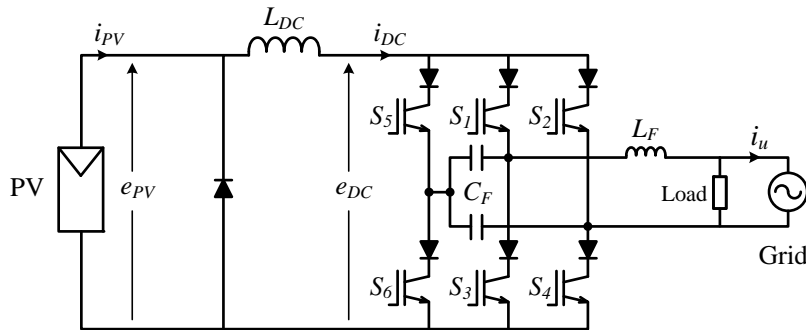 i_PV
L_DC
i_DC
S_5
S_1
S_2
L_F
i_u
PV
e_PV
e_DC
C_F
Load
Grid
S_6
S_3
S_4